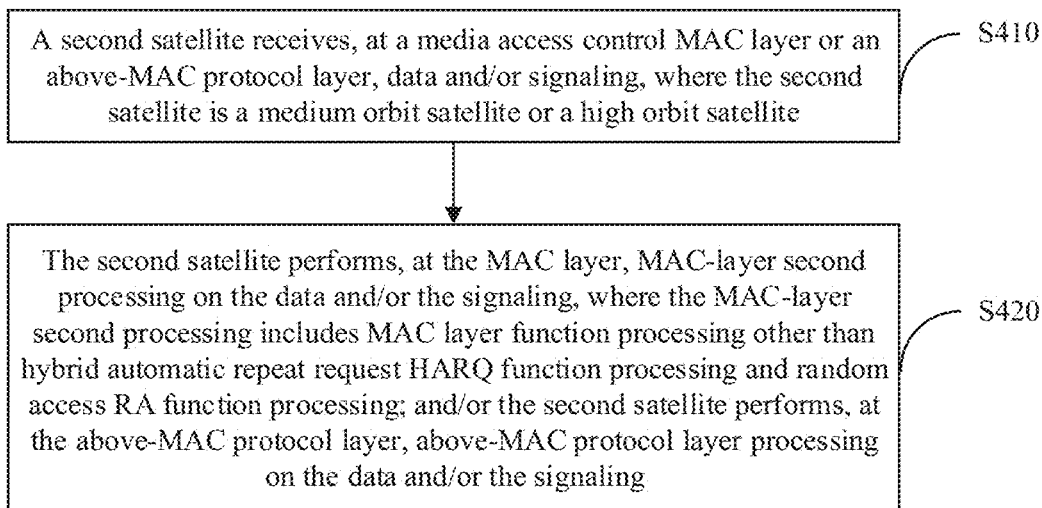 A second satellite receives, at a media access control MAC layer or an
above-MAC protocol layer, data and/or signaling, where the second
satellite is a medium orbit satellite or a high orbit satellite
S410
The second satellite performs, at the MAC layer, MAC-layer second
processing on the data and/or the signaling, where the MAC-layer
second processing includes MAC layer function processing other than
hybrid automatic repeat request HARQ function processing and random
access RA function processing; and/or the second satellite performs, at
the above-MAC protocol layer, above-MAC protocol layer processing
on the data and/or the signaling
S420